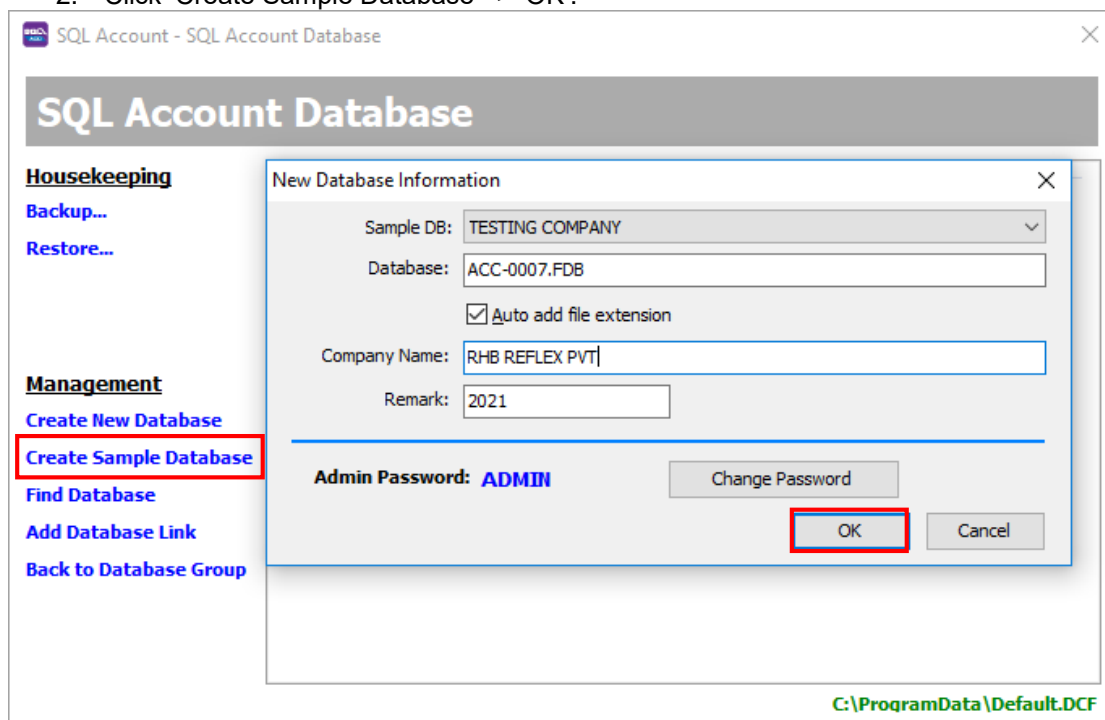 2. Click 'Create Sample Database' > 'OK'.
SQL Account - SQL Account Database
SQL Account Database
Housekeeping
Backup...
Restore...
Management
Create New Database
Create Sample Database
Find Database
Add Database Link
Back to Database Group
New Database Information
Sample DB: TESTING COMPANY
Database: ACC-0007.FDB
Auto add file extension
Company Name: RHB REFLEX PVT
Remark: 2021
Admin Password: ADMIN Change Password
OK Cancel
C:\ProgramData\Default.DCF